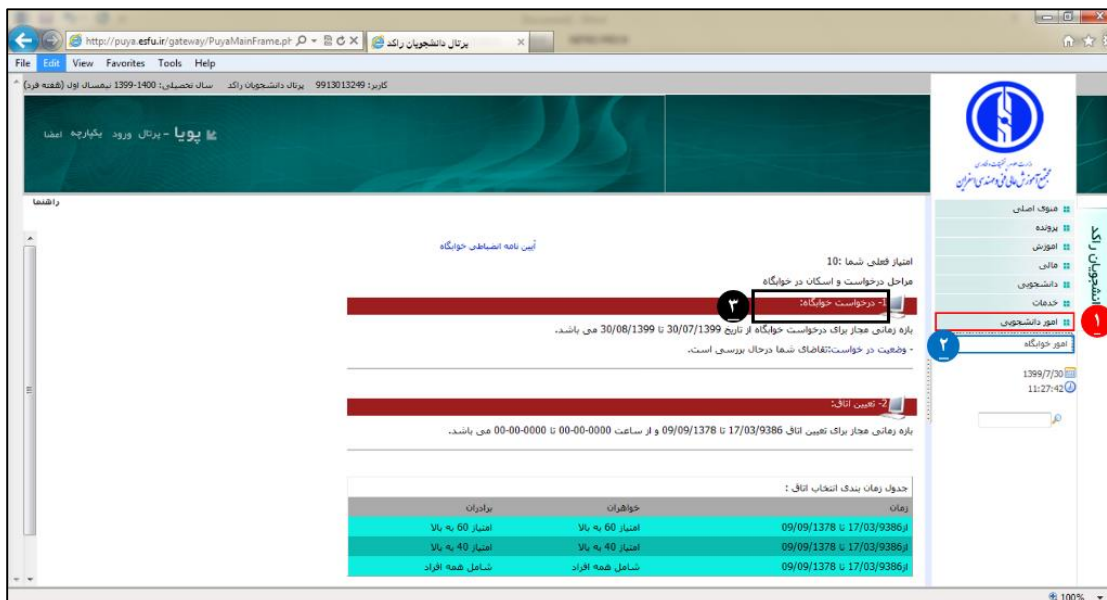 http://puya.esfu.ir/gateway/PuyaMainFrame.ph
پرتال دانشجویان راکد
File Edit View Favorites Tools Help
کاربر: 9913013249 پرتال دانشجویان راکد سال تحصیلی: 1400-1399 نیمسال اول (هفته فرد)
پویا - پرتال ورود یکپارچه اعضا
مجتمع آموزش عالی فنی و مهندسی اسفراین
راهنما
منوی اصلی
پرونده
آموزش
مالی
دانشجویی
خدمات
امور دانشجویی
امور خوابگاه
۱
۲
۳
1399/7/30
11:27:42
آیین نامه انضباطی خوابگاه
امتیاز فعلی شما :10
مراحل درخواست و اسکان در خوابگاه
1- درخواست خوابگاه:
بازه زمانی مجاز برای درخواست خوابگاه از تاریخ 30/07/1399 تا 30/08/1399 می باشد.
- وضعیت در خواست:تقاضای شما درحال بررسی است.
2- تعیین اتاق:
بازه زمانی مجاز برای تعیین اتاق 17/03/9386 تا 09/09/1378 و از ساعت 0000-00-00 تا 0000-00-00 می باشد.
جدول زمان بندی انتخاب اتاق :
زمان خواهران برادران
از17/03/9386 تا 09/09/1378 امتیاز 60 به بالا امتیاز 60 به بالا
از17/03/9386 تا 09/09/1378 امتیاز 40 به بالا امتیاز 40 به بالا
از17/03/9386 تا 09/09/1378 شامل همه افراد شامل همه افراد
100%